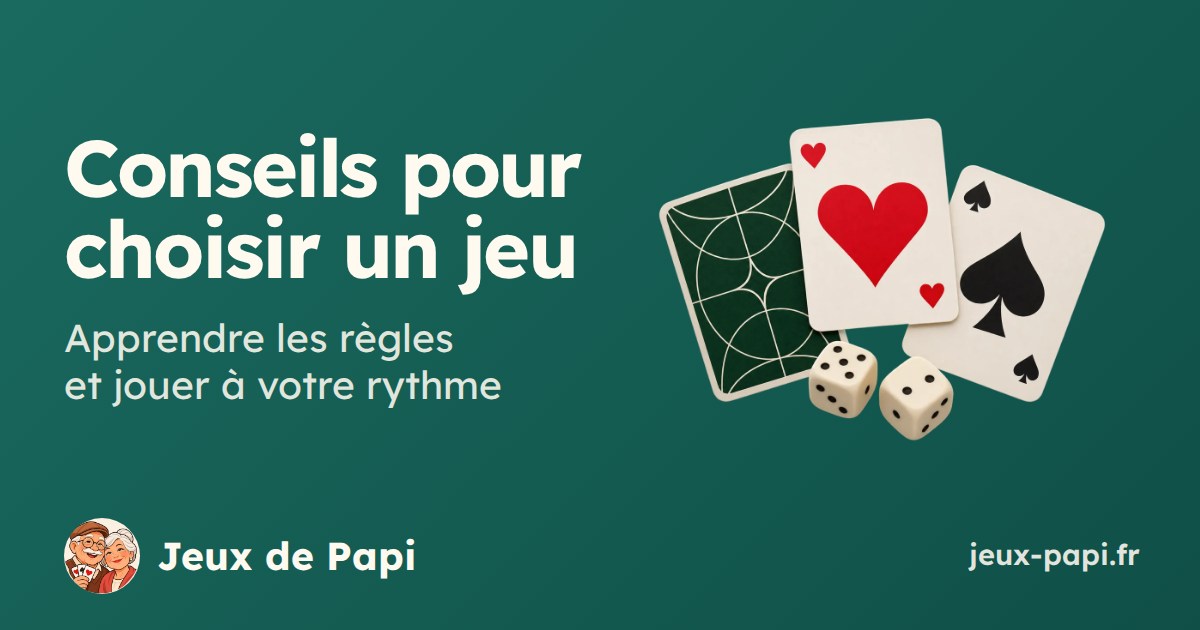 Conseils pour
choisir un jeu
Apprendre les règles
et jouer à votre rythme
Jeux de Papi
jeux-papi.fr